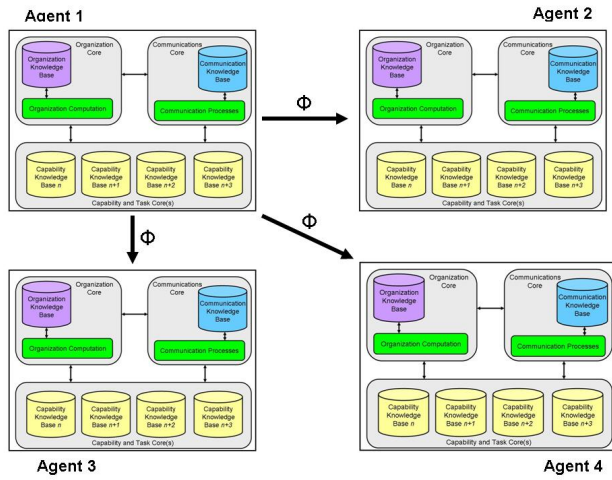 Agent 1
Organization
Core
Communications
Core
Organization
Knowledge
Base
Communication
Knowledge
Base
Organization Computation
Communication Processes
Capability
Knowledge
Base n
Capability
Knowledge
Base n+1
Capability
Knowledge
Base n+2
Capability
Knowledge
Base n+3
Capability and Task Core(s)
Φ
Agent 2
Organization
Core
Communications
Core
Organization
Knowledge
Base
Communication
Knowledge
Base
Organization Computation
Communication Processes
Capability
Knowledge
Base n
Capability
Knowledge
Base n+1
Capability
Knowledge
Base n+2
Capability
Knowledge
Base n+3
Capability and Task Core(s)
Φ
Φ
Organization
Core
Communications
Core
Organization
Knowledge
Base
Communication
Knowledge
Base
Organization Computation
Communication Processes
Capability
Knowledge
Base n
Capability
Knowledge
Base n+1
Capability
Knowledge
Base n+2
Capability
Knowledge
Base n+3
Capability and Task Core(s)
Agent 3
Organization
Core
Communications
Core
Organization
Knowledge
Base
Communication
Knowledge
Base
Organization Computation
Communication Processes
Capability
Knowledge
Base n
Capability
Knowledge
Base n+1
Capability
Knowledge
Base n+2
Capability
Knowledge
Base n+3
Capability and Task Core(s)
Agent 4